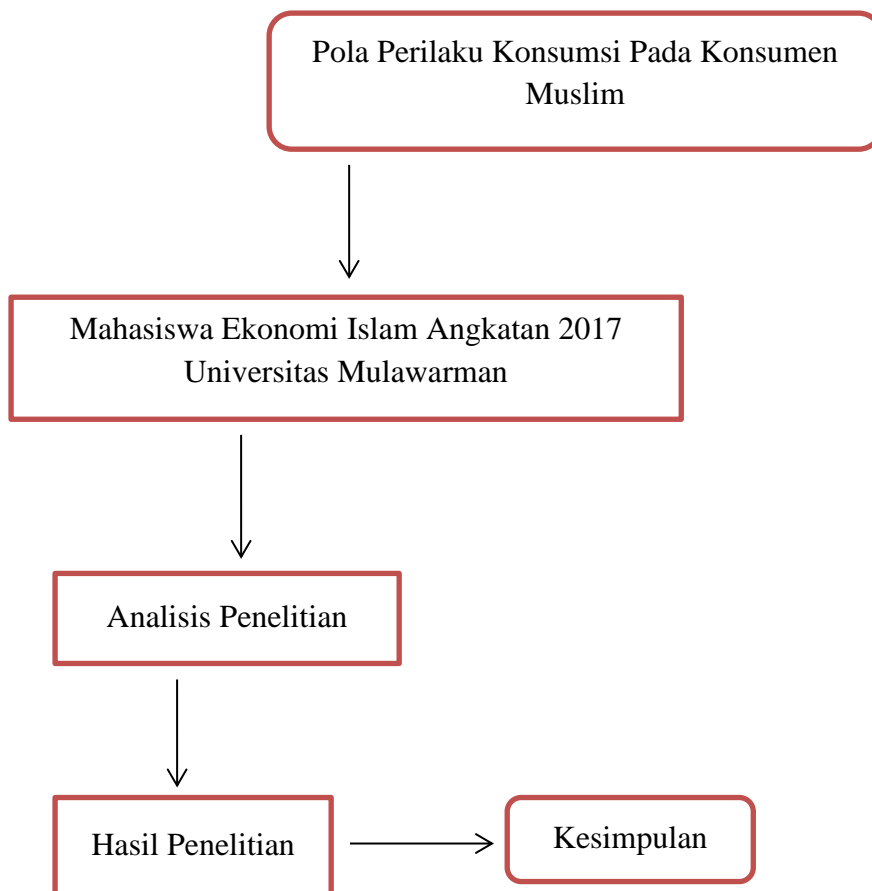 Pola Perilaku Konsumsi Pada Konsumen
Muslim
Mahasiswa Ekonomi Islam Angkatan 2017
Universitas Mulawarman
Analisis Penelitian
Hasil Penelitian
Kesimpulan